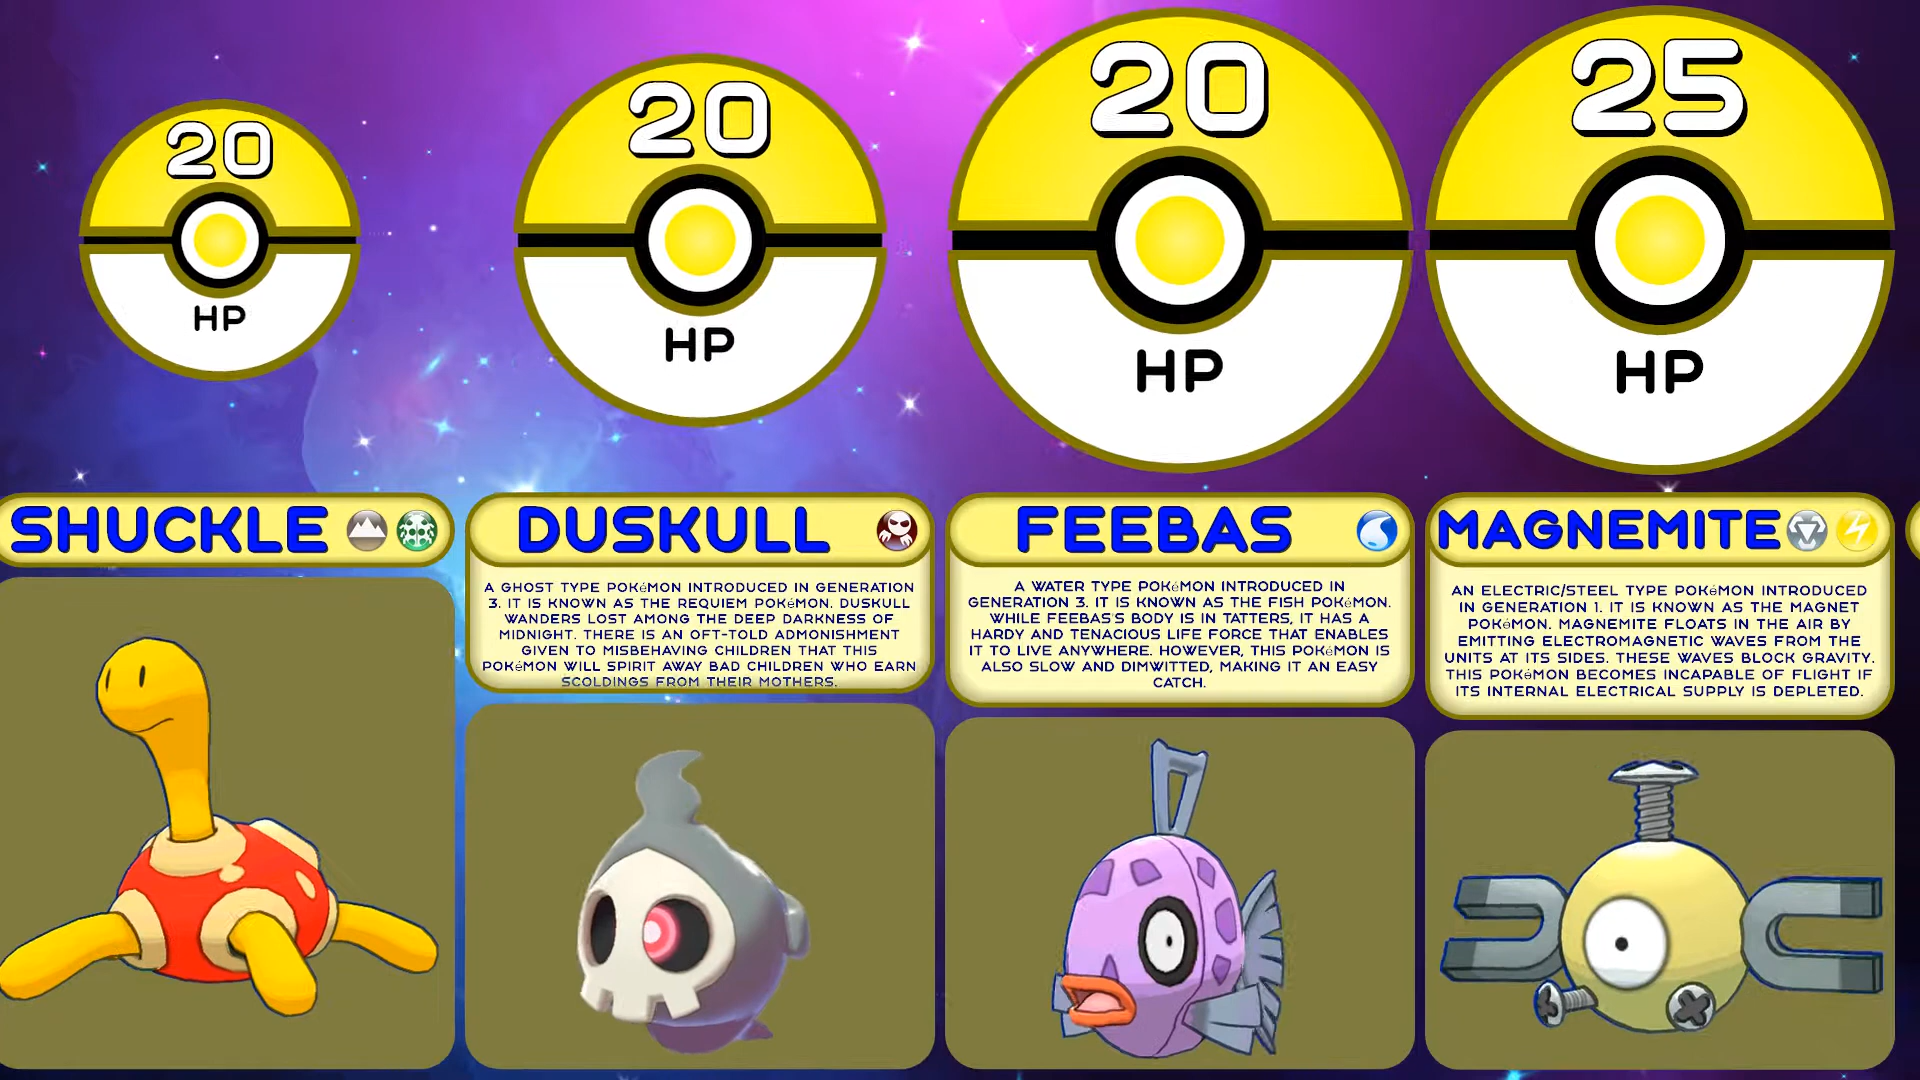 20
HP
SHUCKLE
20
HP
DUSKULL
A GHOST TYPE POKéMON INTRODUCED IN GENERATION
3. IT IS KNOWN AS THE REQUIEM POKéMON. DUSKULL
WANDERS LOST AMONG THE DEEP DARKNESS OF
MIDNIGHT. THERE IS AN OFT-TOLD ADMONISHMENT
GIVEN TO MISBEHAVING CHILDREN THAT THIS
POKéMON WILL SPIRIT AWAY BAD CHILDREN WHO EARN
SCOLDINGS FROM THEIR MOTHERS.
20
HP
FEEBAS
A WATER TYPE POKéMON INTRODUCED IN
GENERATION 3. IT IS KNOWN AS THE FISH POKéMON.
WHILE FEEBAS'S BODY IS IN TATTERS, IT HAS A
HARDY AND TENACIOUS LIFE FORCE THAT ENABLES
IT TO LIVE ANYWHERE. HOWEVER, THIS POKéMON IS
ALSO SLOW AND DIMWITTED, MAKING IT AN EASY
CATCH.
25
HP
MAGNEMITE
AN ELECTRIC/STEEL TYPE POKéMON INTRODUCED
IN GENERATION 1. IT IS KNOWN AS THE MAGNET
POKéMON. MAGNEMITE FLOATS IN THE AIR BY
EMITTING ELECTROMAGNETIC WAVES FROM THE
UNITS AT ITS SIDES. THESE WAVES BLOCK GRAVITY.
THIS POKéMON BECOMES INCAPABLE OF FLIGHT IF
ITS INTERNAL ELECTRICAL SUPPLY IS DEPLETED.